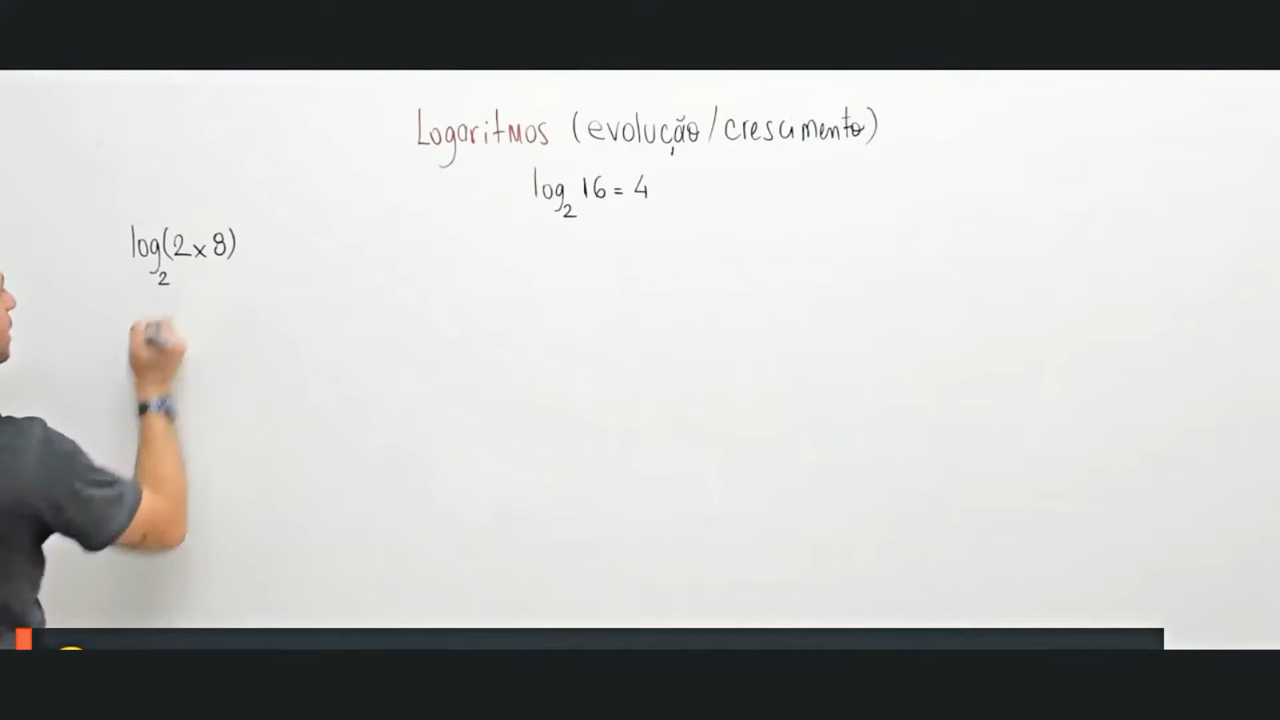 Logaritmos (evolução/crescimento)
log₂ 16 = 4
log₂(2 x 8)